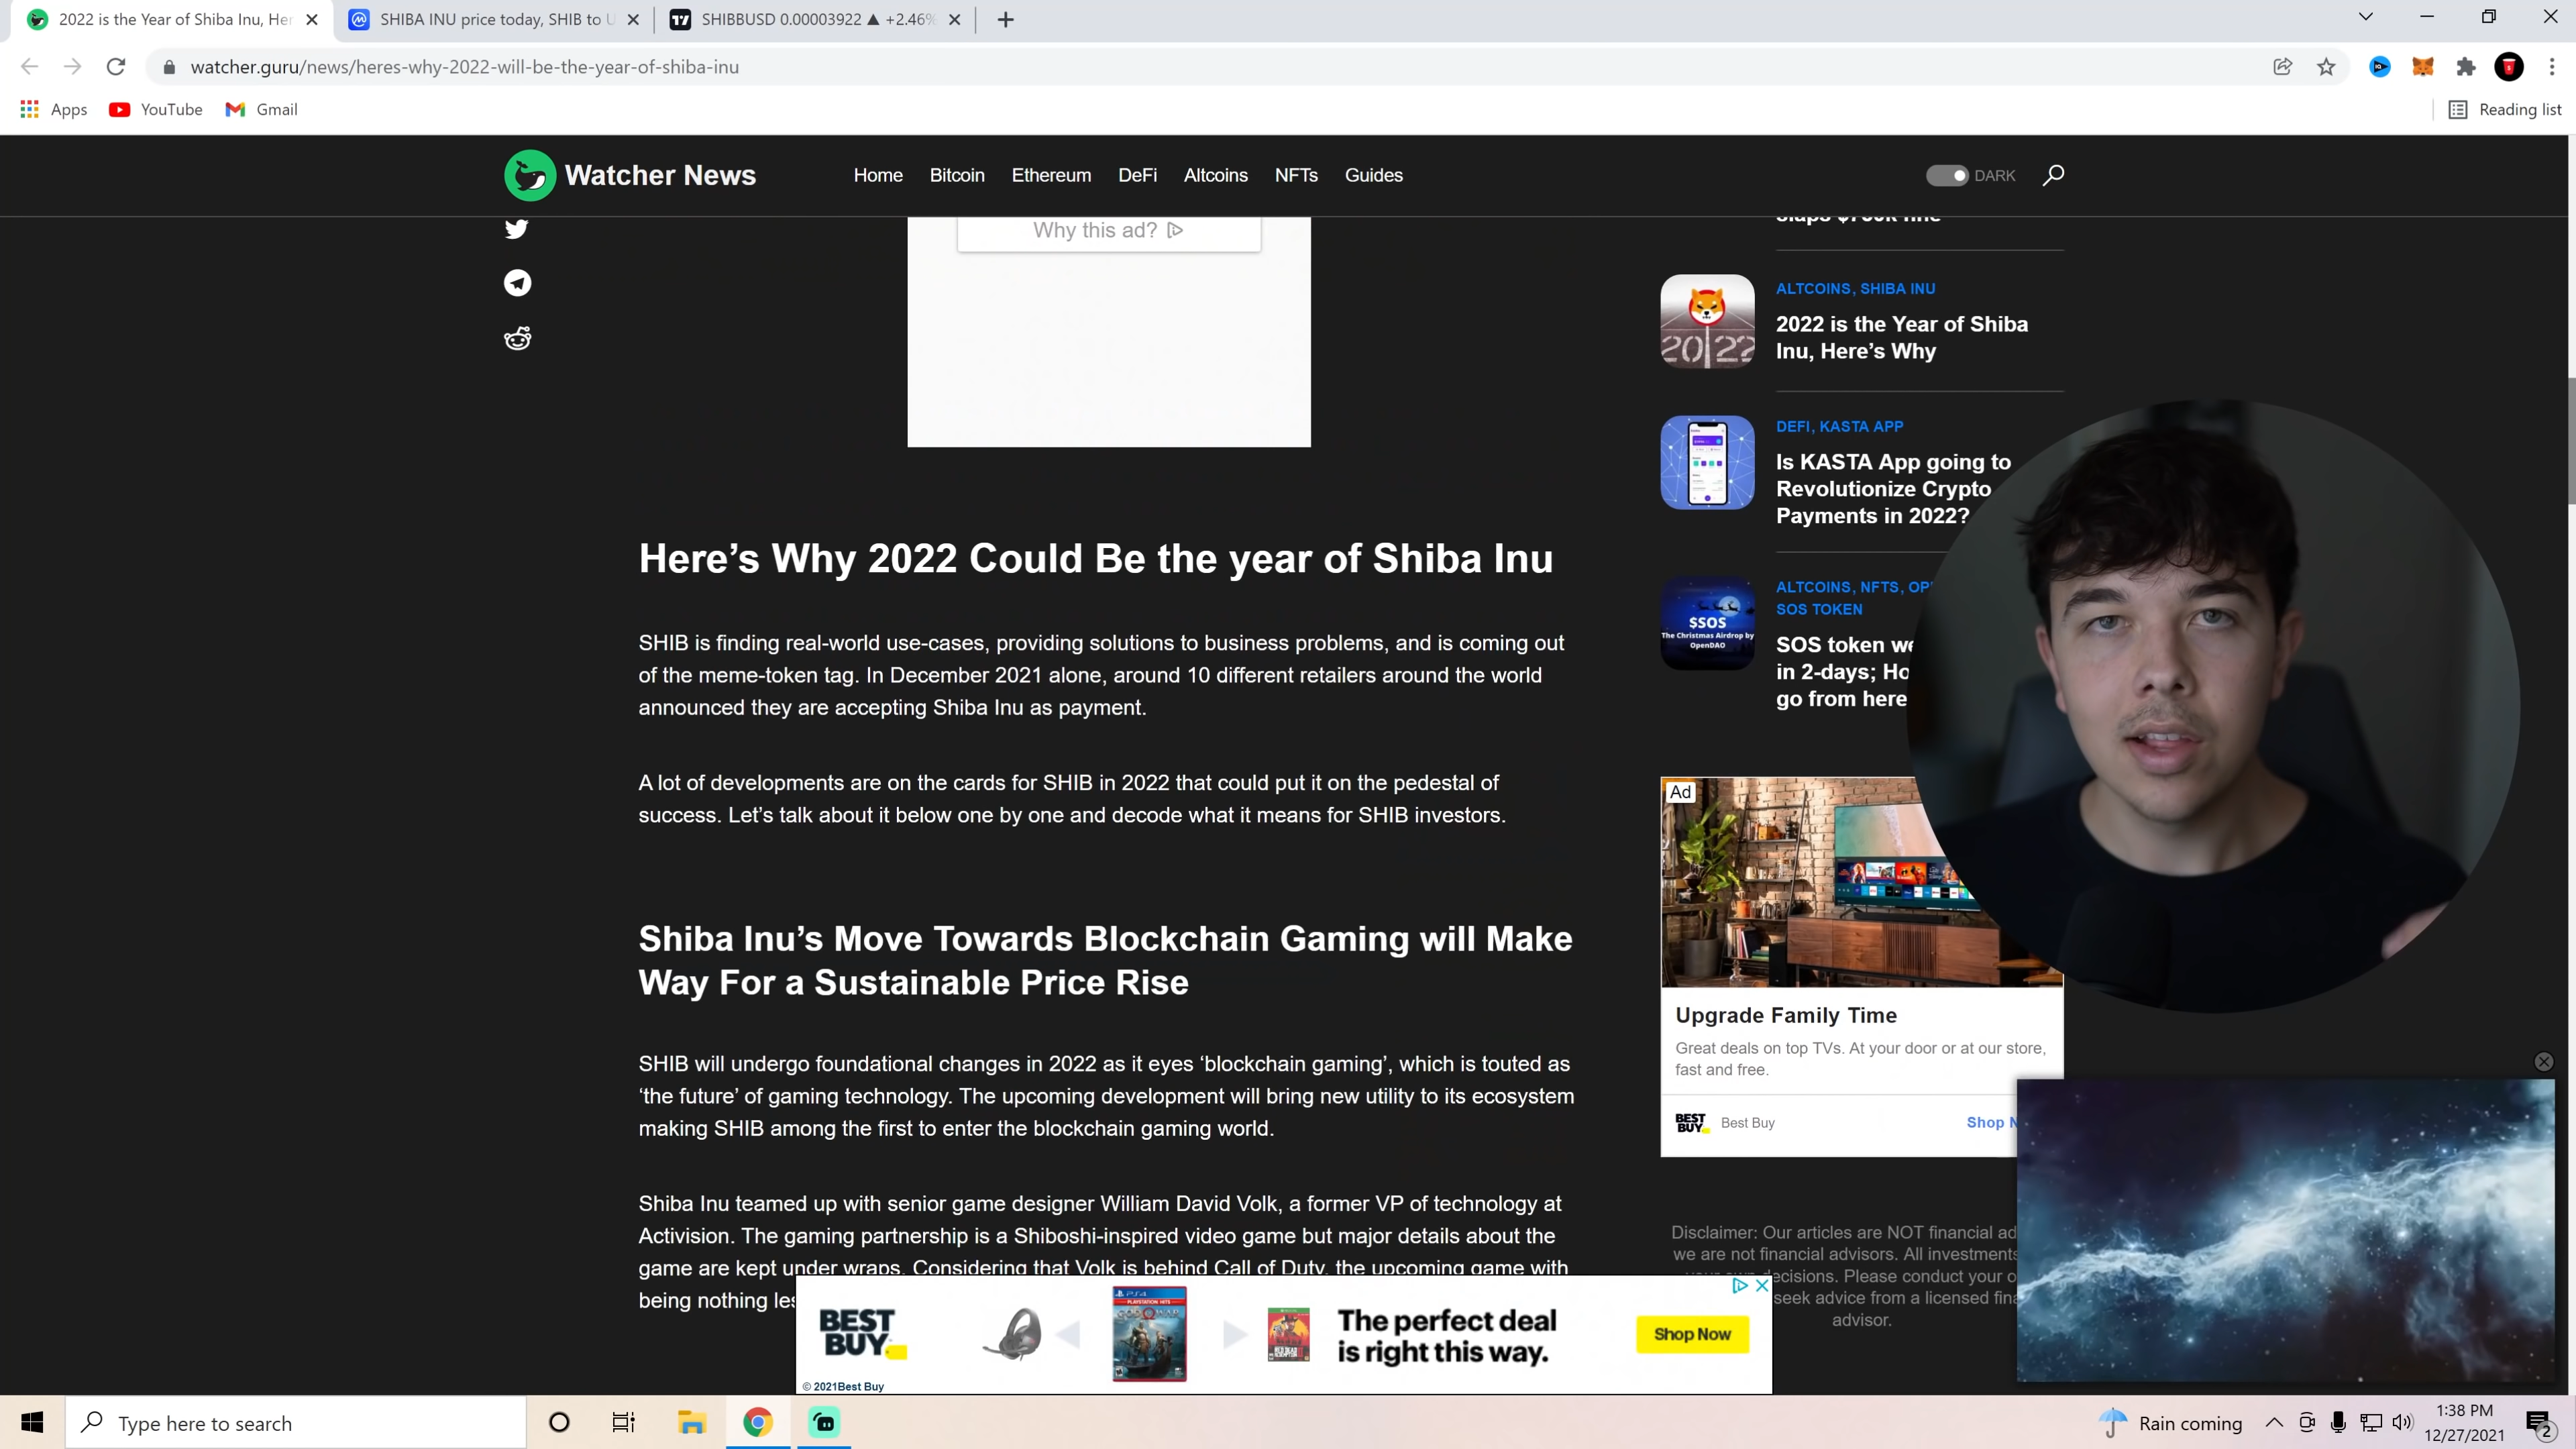 2022 is the Year of Shiba Inu, Her
SHIBA INU price today, SHIB to U
SHIBBUSD 0.00003922 ▲ +2.46%
watcher.guru/news/heres-why-2022-will-be-the-year-of-shiba-inu
Apps
YouTube
Gmail
Reading list
Watcher News
Home
Bitcoin
Ethereum
DeFi
Altcoins
NFTs
Guides
DARK
Why this ad?
Here’s Why 2022 Could Be the year of Shiba Inu
SHIB is finding real-world use-cases, providing solutions to business problems, and is coming out
of the meme-token tag. In December 2021 alone, around 10 different retailers around the world
announced they are accepting Shiba Inu as payment.
A lot of developments are on the cards for SHIB in 2022 that could put it on the pedestal of
success. Let’s talk about it below one by one and decode what it means for SHIB investors.
Shiba Inu’s Move Towards Blockchain Gaming will Make
Way For a Sustainable Price Rise
SHIB will undergo foundational changes in 2022 as it eyes ‘blockchain gaming’, which is touted as
‘the future’ of gaming technology. The upcoming development will bring new utility to its ecosystem
making SHIB among the first to enter the blockchain gaming world.
Shiba Inu teamed up with senior game designer William David Volk, a former VP of technology at
Activision. The gaming partnership is a Shiboshi-inspired video game but major details about the
game are kept under wraps. Considering that Volk is behind Call of Duty, the upcoming game with
being nothing les
ALTCOINS, SHIBA INU
2022 is the Year of Shiba
Inu, Here’s Why
2022
DEFI, KASTA APP
Is KASTA App going to
Revolutionize Crypto
Payments in 2022?
ALTCOINS, NFTS, OP
SOS TOKEN
SOS token we
in 2-days; Ho
go from here
$SOS
The Christmas Airdrop by
OpenDAO
Ad
Upgrade Family Time
Great deals on top TVs. At your door or at our store,
fast and free.
BEST
BUY
Best Buy
Shop N
Disclaimer: Our articles are NOT financial ad
we are not financial advisors. All investments
decisions. Please conduct your o
seek advice from a licensed fina
advisor.
BEST
BUY
PS4
PLAYSTATION HITS
GOD OF WAR
The perfect deal
is right this way.
Shop Now
© 2021Best Buy
Type here to search
Rain coming
1:38 PM
12/27/2021
2